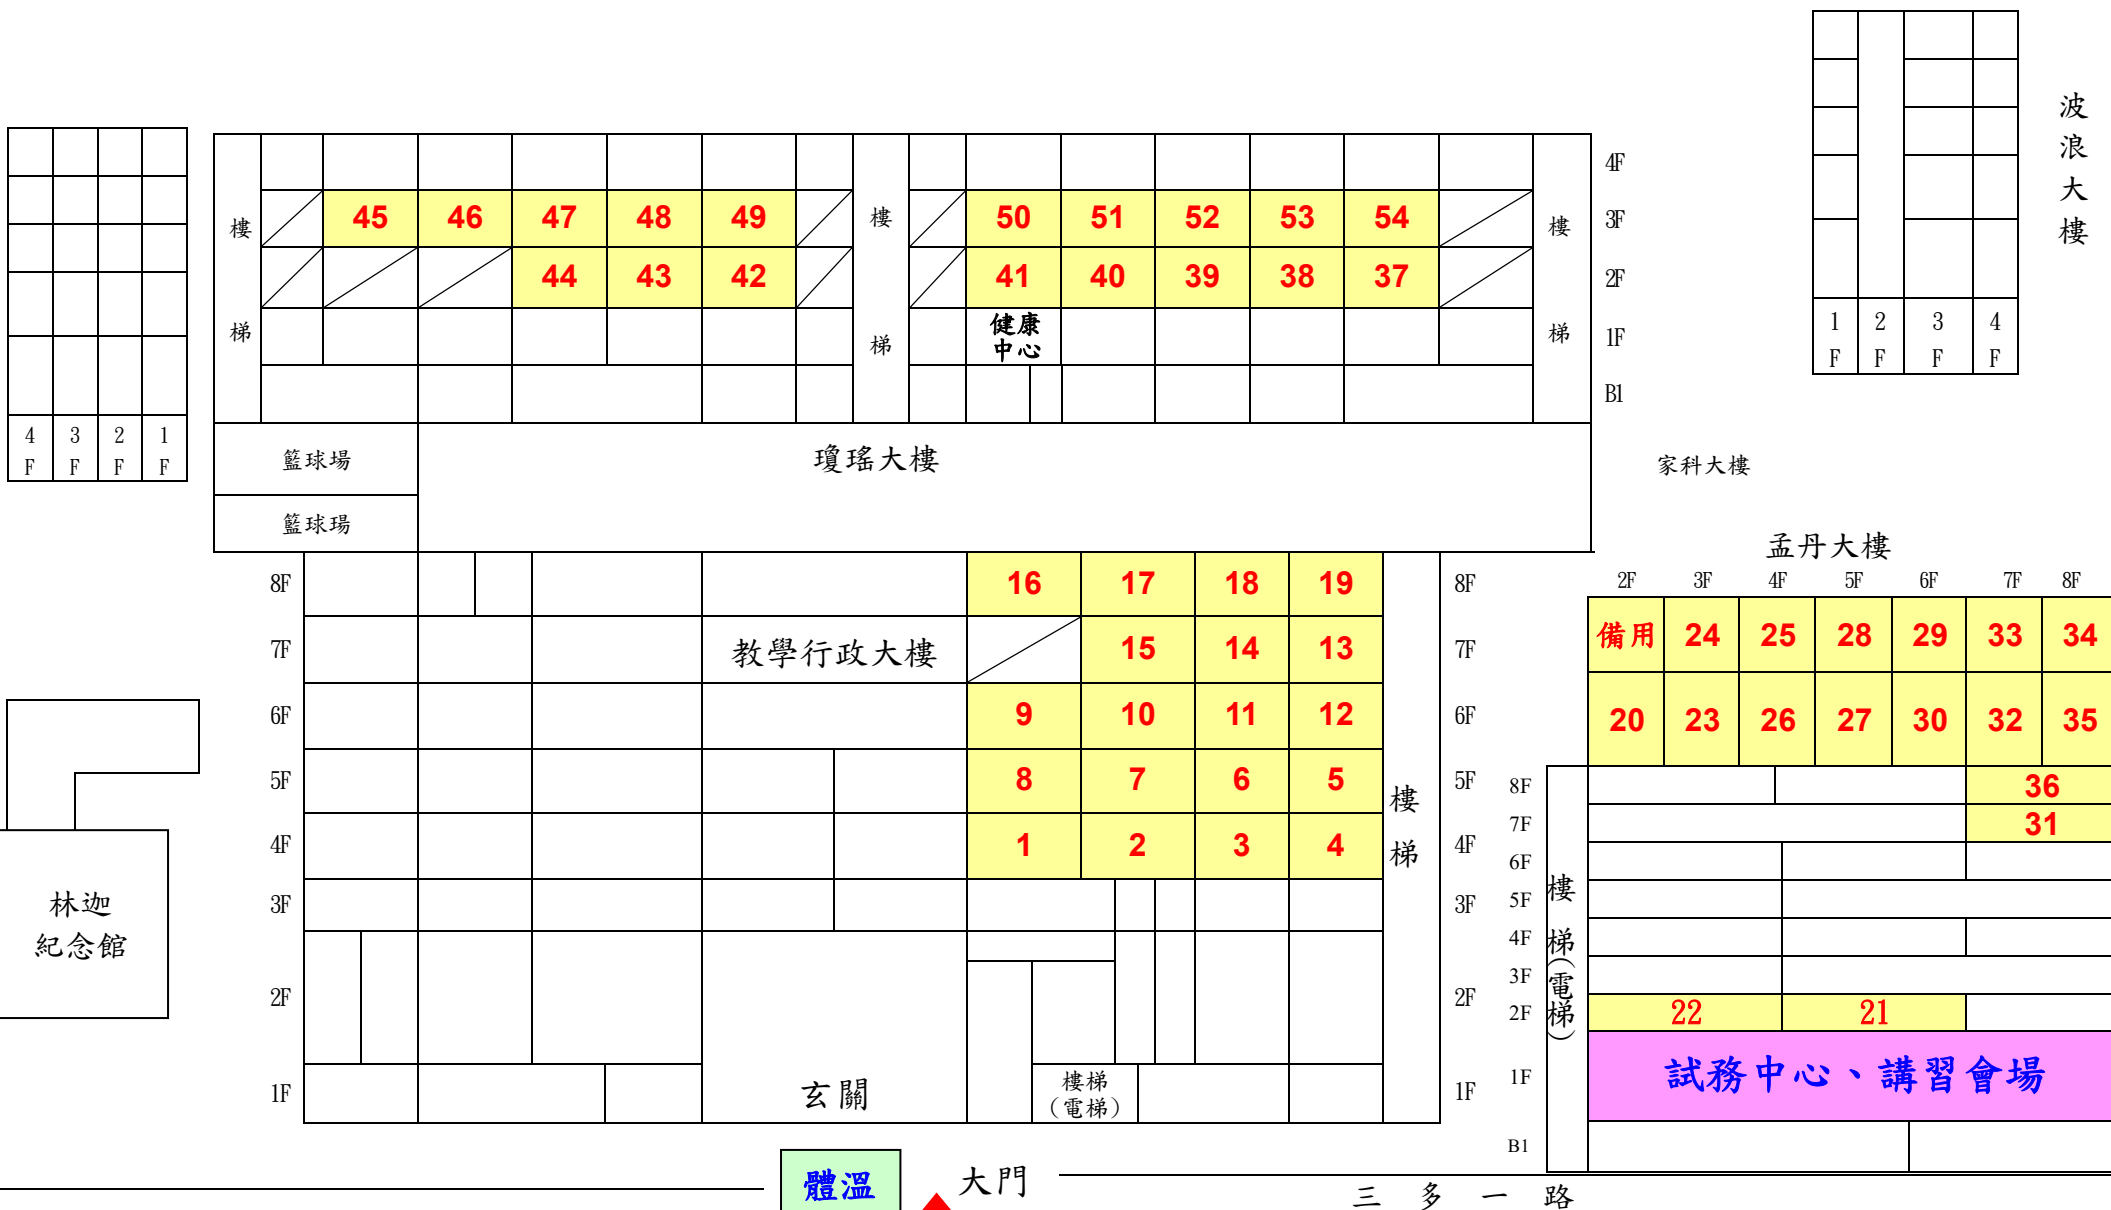 波
浪
大
樓
4F
45 46 47 48 49 50 51 52 53 54 3F
樓 樓 樓
44 43 42 41 40 39 38 37 2F
梯 梯 梯
健康
中心
1F
B1
1 2 3 4
F F F F
4 3 2 1
F F F F
籃球場
瓊瑤大樓
家科大樓
籃球場
孟丹大樓
2F 3F 4F 5F 6F 7F 8F
8F 16 17 18 19 8F
7F 教學行政大樓 15 14 13 7F
備用 24 25 28 29 33 34
6F 9 10 11 12 6F
20 23 26 27 30 32 35
5F 8 7 6 5 5F
8F 36
7F 31
4F 1 2 3 4 4F
樓
梯
6F
3F 3F
5F
4F
3F
2F 2F
2F 22 21
樓
梯
(電
梯)
林迦
紀念館
1F 試務中心、講習會場
1F 玄關 樓梯
(電梯)
1F
B1
體溫
大門
三多一路